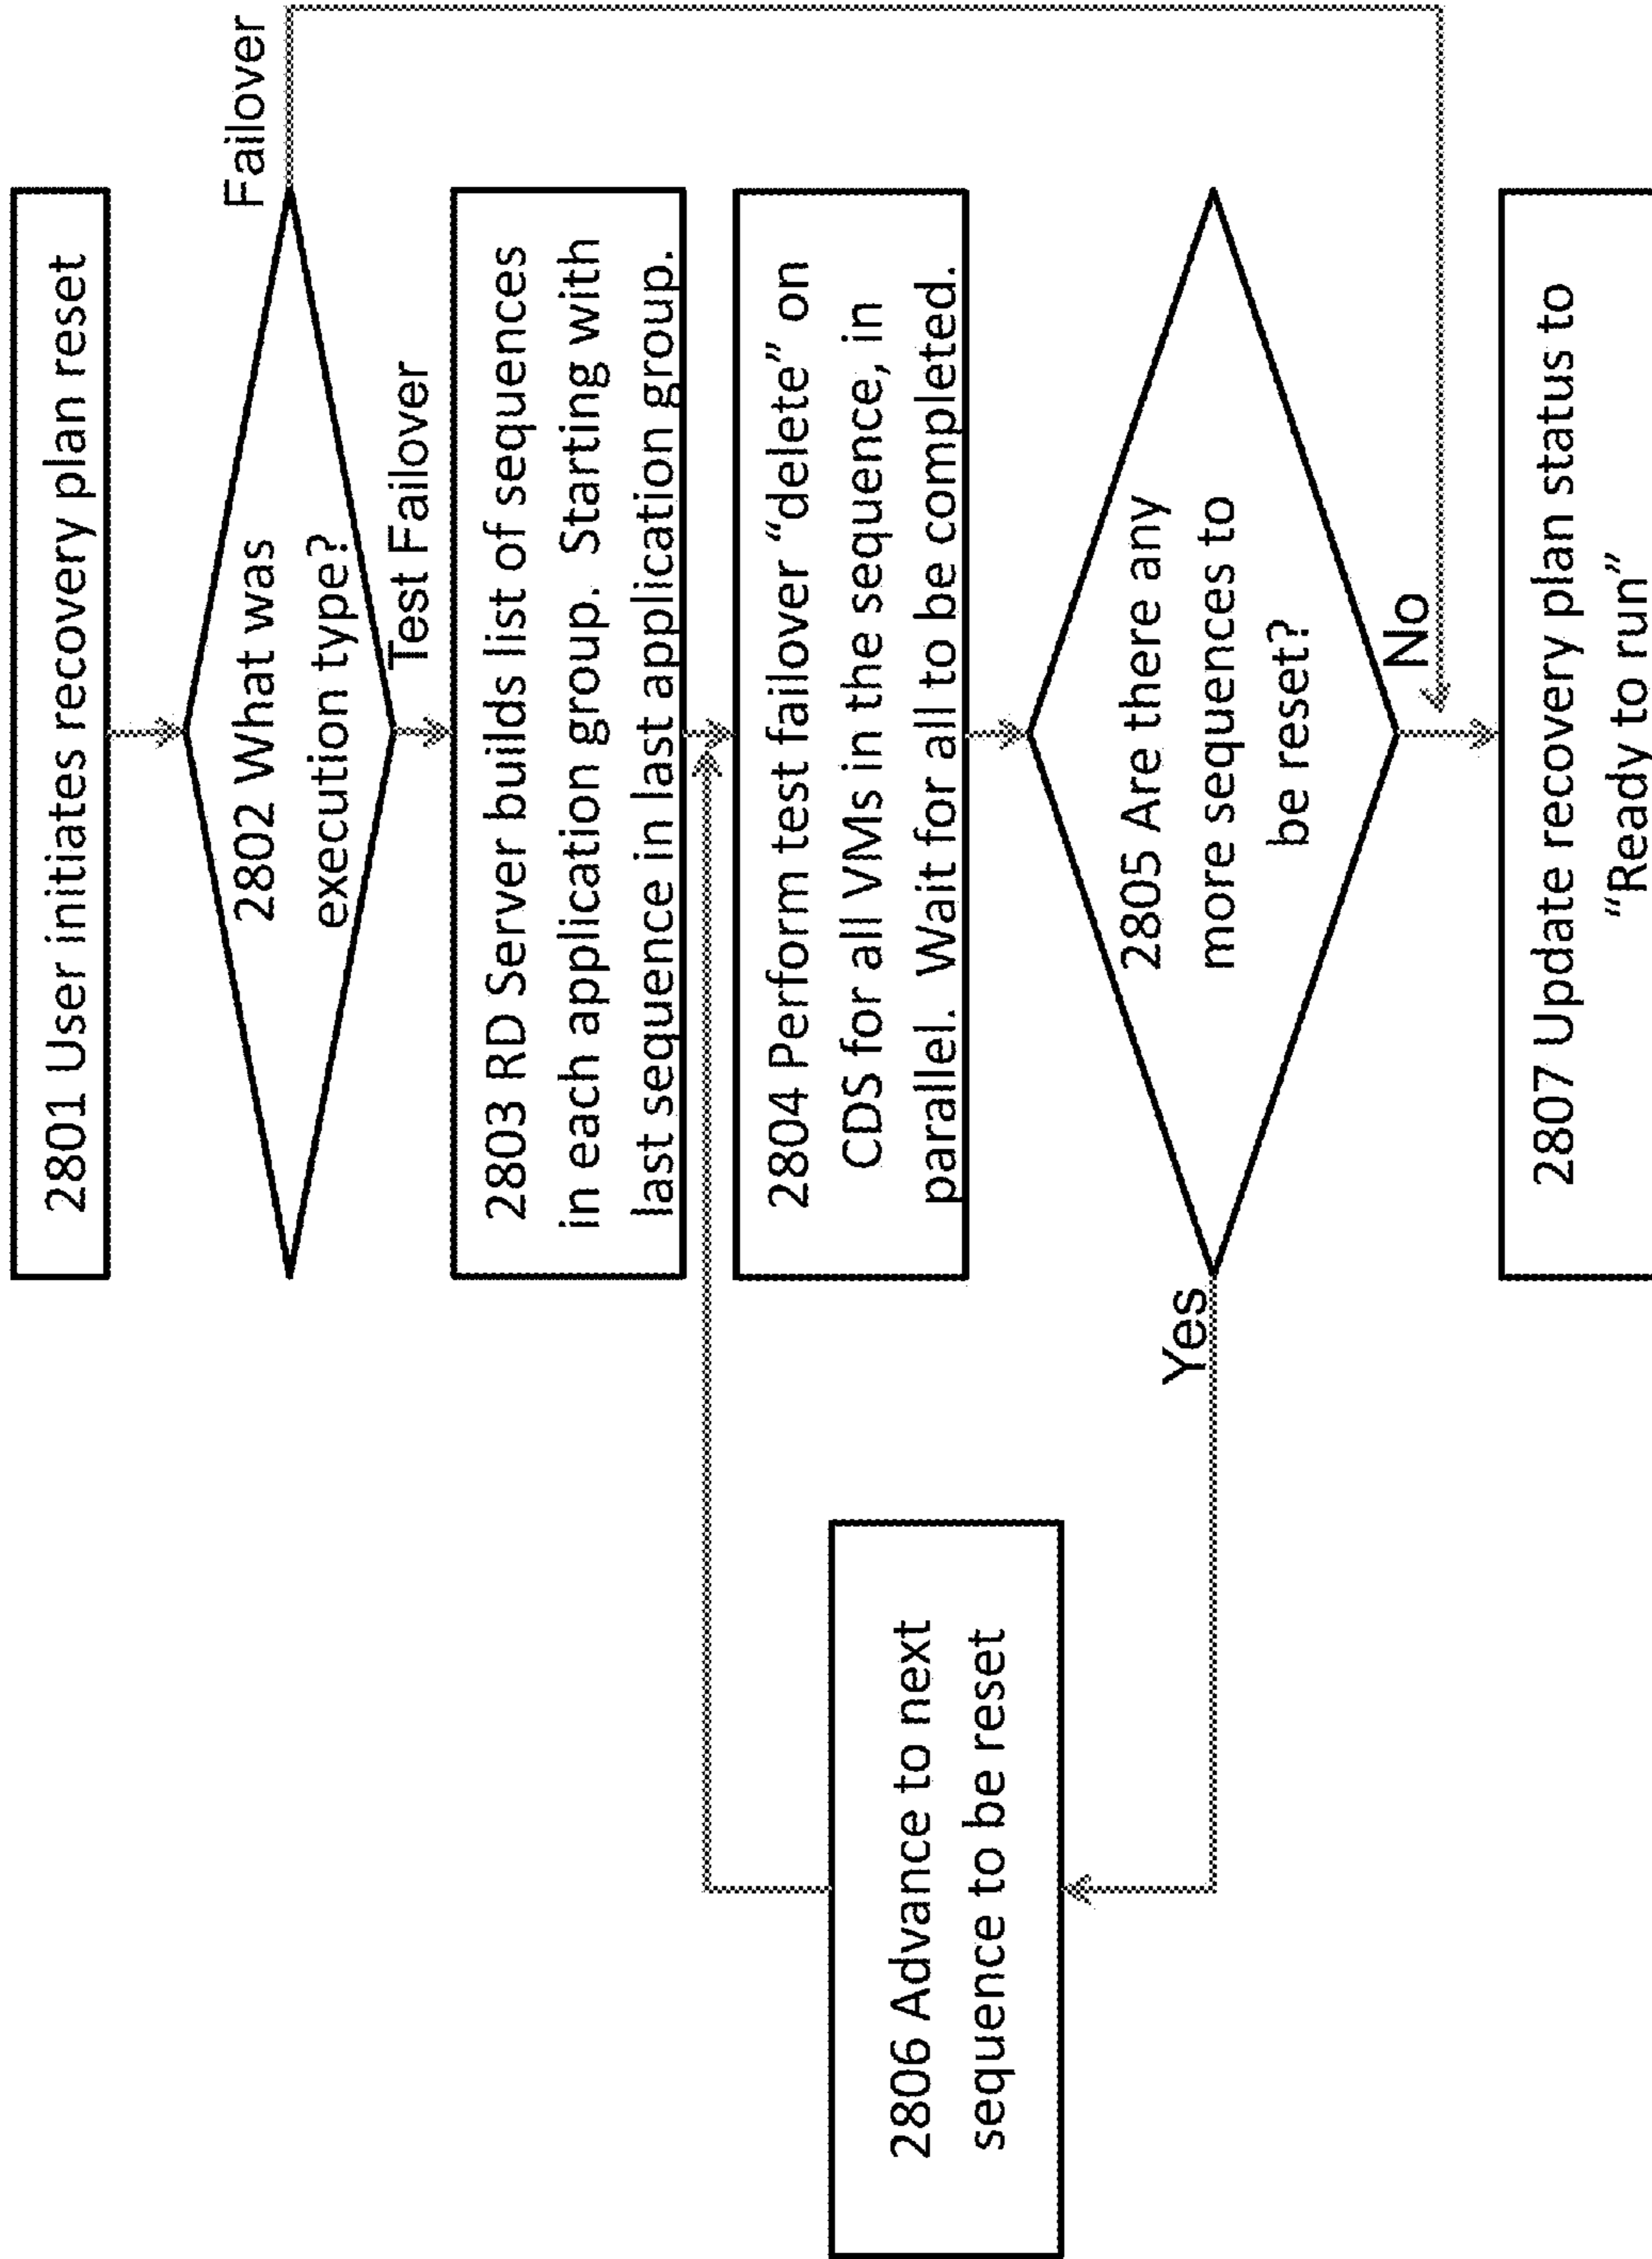 2801 User initiates recovery plan reset
2802 What was
execution type?
Failover
Test Failover
2803 RD Server builds list of sequences
in each application group. Starting with
last sequence in last application group.
2804 Perform test failover “delete” on
CDS for all VMs in the sequence, in
parallel. Wait for all to be completed.
2805 Are there any
more sequences to
be reset?
Yes
No
2806 Advance to next
sequence to be reset
2807 Update recovery plan status to
“Ready to run”